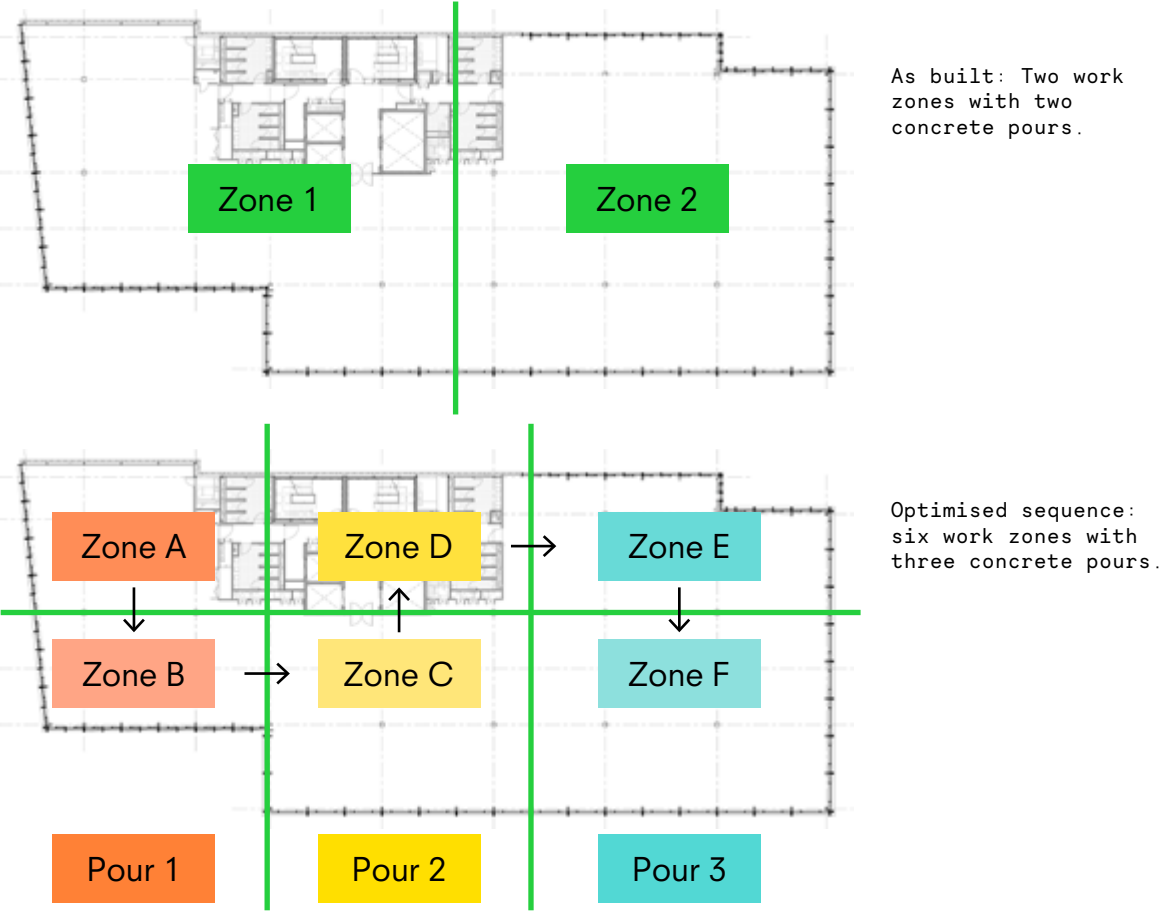 As built: Two work
zones with two
concrete pours.
Zone 1
Zone 2
Optimised sequence:
six work zones with
three concrete pours.
Zone A
Zone D
Zone E
Zone B
Zone C
Zone F
Pour 1
Pour 2
Pour 3